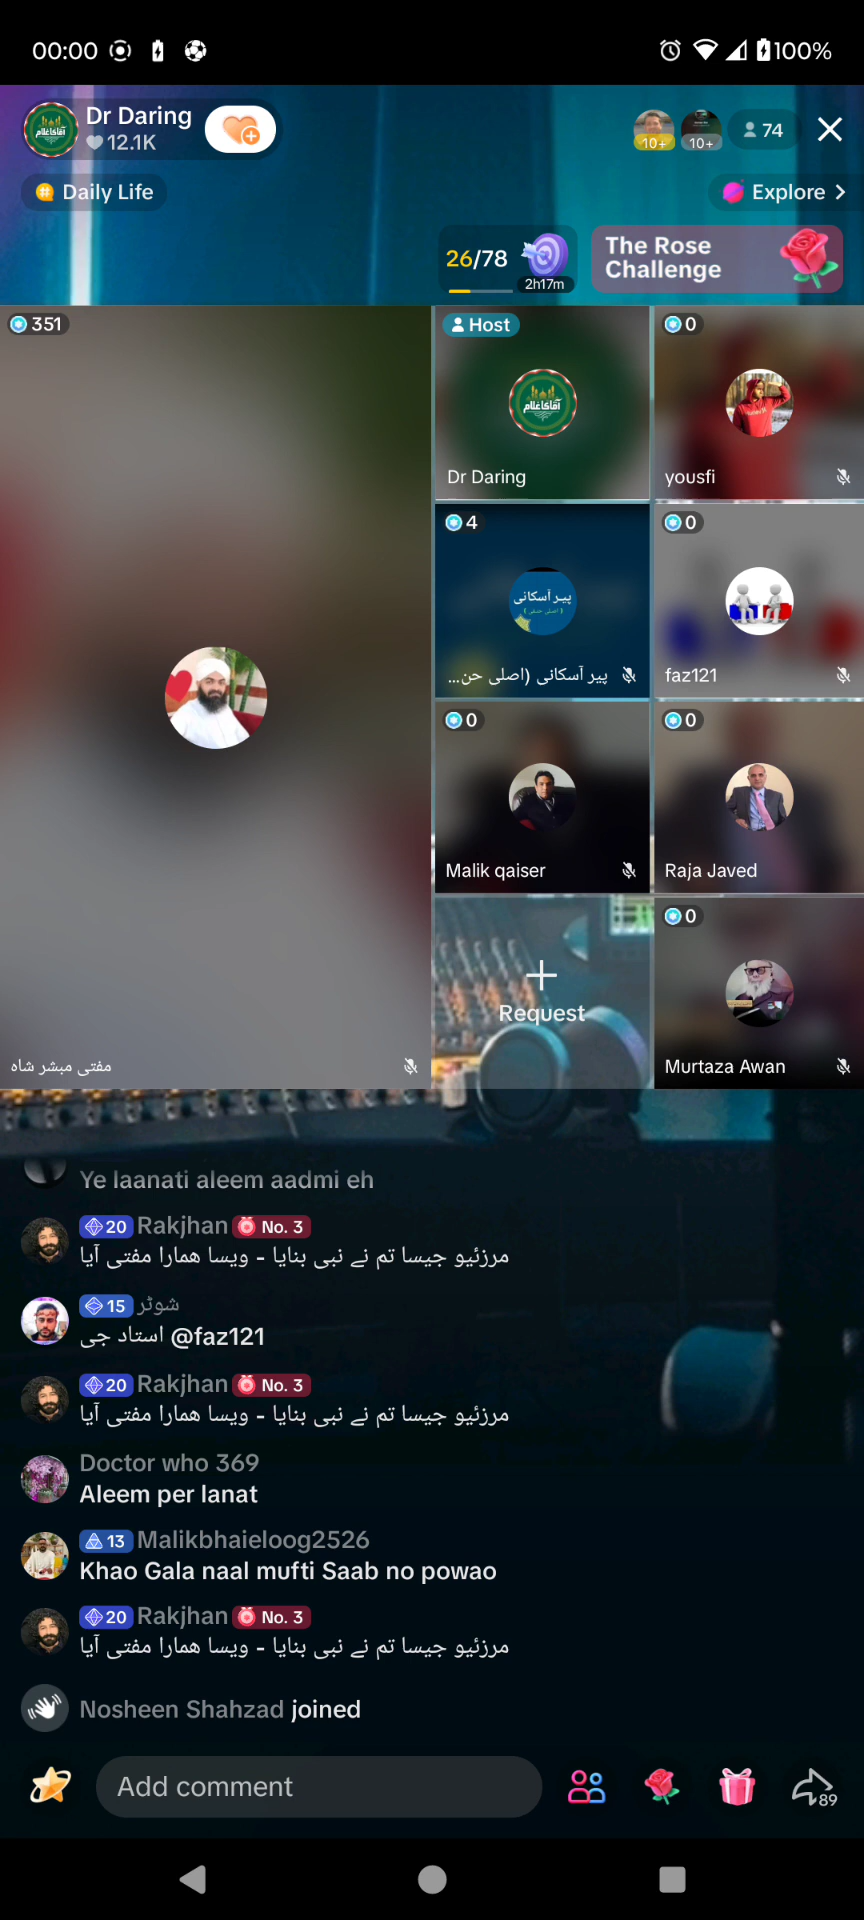 00:00
100%
Dr Daring
12.1K
10+
10+
74
Daily Life
Explore
26/78
2h17m
The Rose
Challenge
351
Host
آقا کا غلام
Dr Daring
0
yousfi
4
پیر آسکانی
(اصلی حنفی)
پیر آسکانی (اصلی حن...
0
faz121
0
Malik qaiser
0
Raja Javed
مفتی مبشر شاہ
Request
0
Murtaza Awan
Ye laanati aleem aadmi eh
20 Rakjhan No. 3
مرزئیو جیسا تم نے نبی بنایا - ویسا ھمارا مفتی آیا
15 شوٹر
@faz121 استاد جی
20 Rakjhan No. 3
مرزئیو جیسا تم نے نبی بنایا - ویسا ھمارا مفتی آیا
Doctor who 369
Aleem per lanat
13 Malikbhaieloog2526
Khao Gala naal mufti Saab no powao
20 Rakjhan No. 3
مرزئیو جیسا تم نے نبی بنایا - ویسا ھمارا مفتی آیا
Nosheen Shahzad joined
Add comment
89